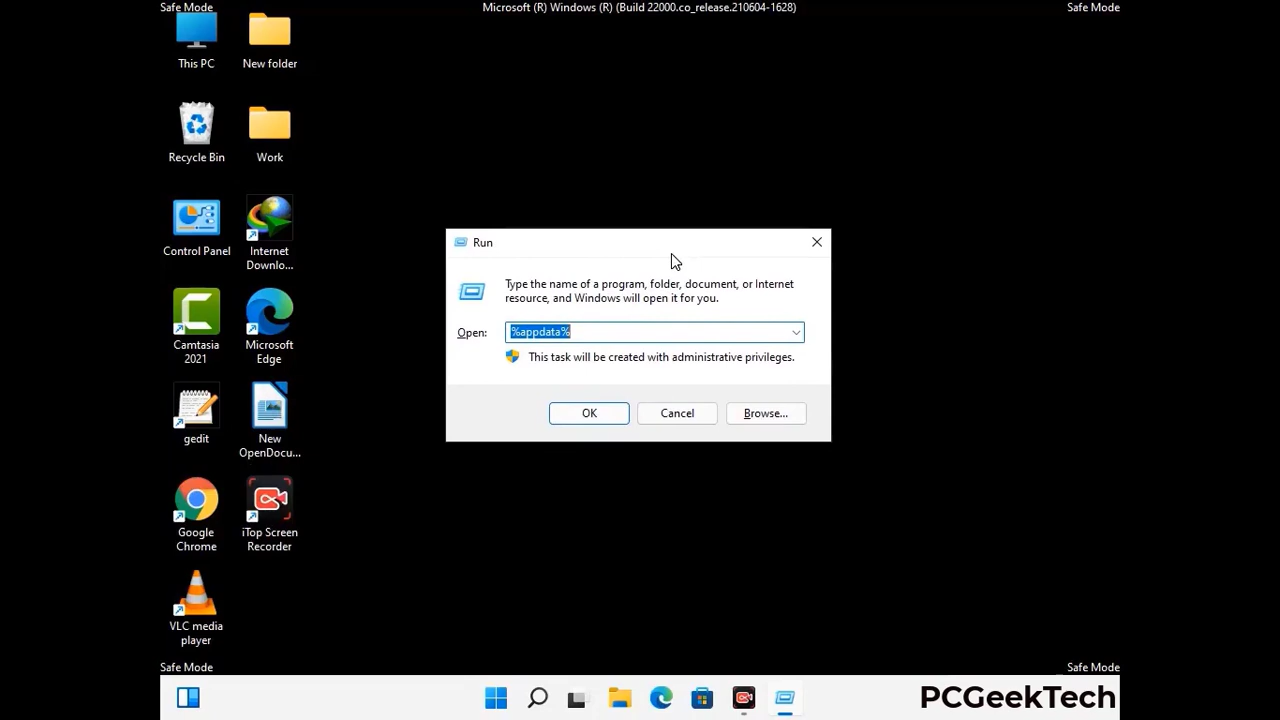 Safe Mode
Microsoft (R) Windows (R) (Build 22000.co_release.210604-1628)
Safe Mode
This PC
New folder
Recycle Bin
Work
Control Panel
Internet
Downlo...
Camtasia
2021
Microsoft
Edge
gedit
New
OpenDocu...
Google
Chrome
iTop Screen
Recorder
VLC media
player
Run
Type the name of a program, folder, document, or Internet
resource, and Windows will open it for you.
Open:
%appdata%
This task will be created with administrative privileges.
OK
Cancel
Browse...
Safe Mode
Safe Mode
PCGeekTech